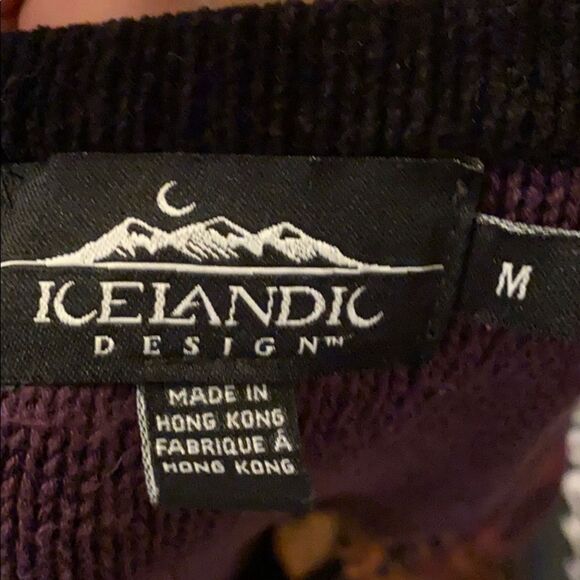 ICELANDIC
DESIGN™
M
MADE IN
HONG KONG
FABRIQUE À
HONG KONG